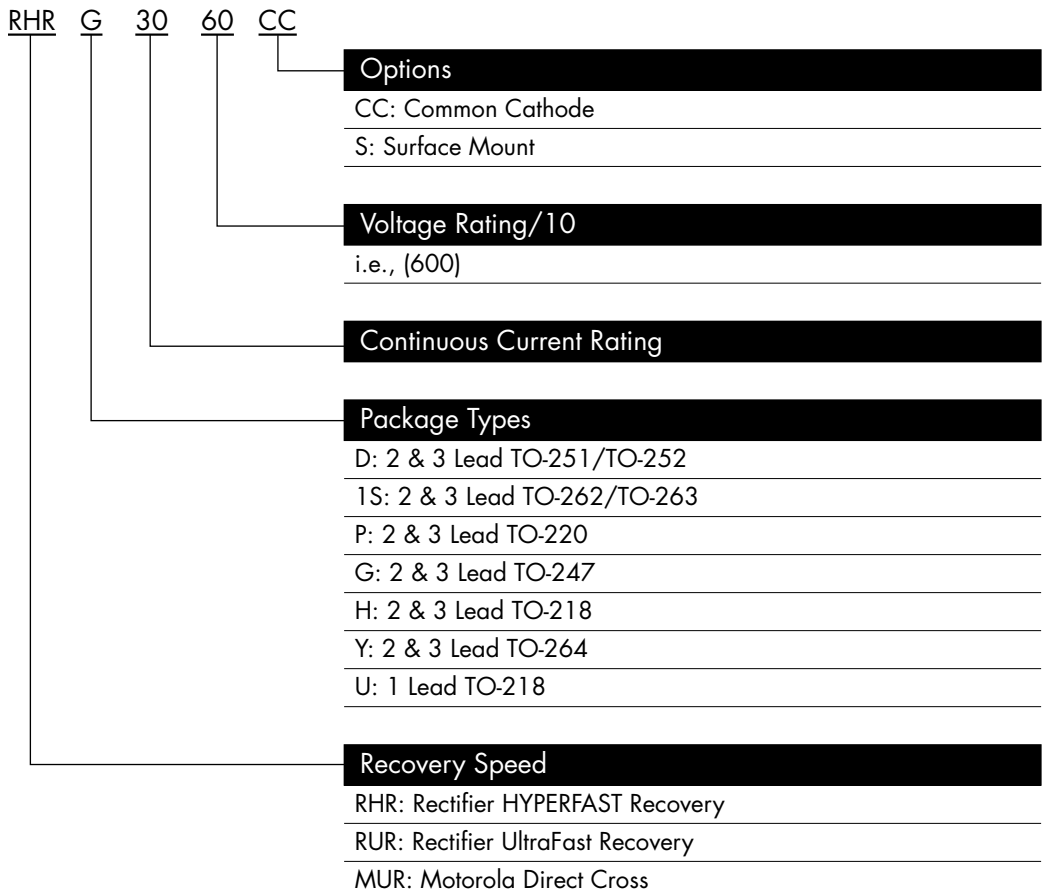 RHR G 30 60 CC
Options
CC: Common Cathode
S: Surface Mount
Voltage Rating/10
i.e., (600)
Continuous Current Rating
Package Types
D: 2 & 3 Lead TO-251/TO-252
1S: 2 & 3 Lead TO-262/TO-263
P: 2 & 3 Lead TO-220
G: 2 & 3 Lead TO-247
H: 2 & 3 Lead TO-218
Y: 2 & 3 Lead TO-264
U: 1 Lead TO-218
Recovery Speed
RHR: Rectifier HYPERFAST Recovery
RUR: Rectifier UltraFast Recovery
MUR: Motorola Direct Cross